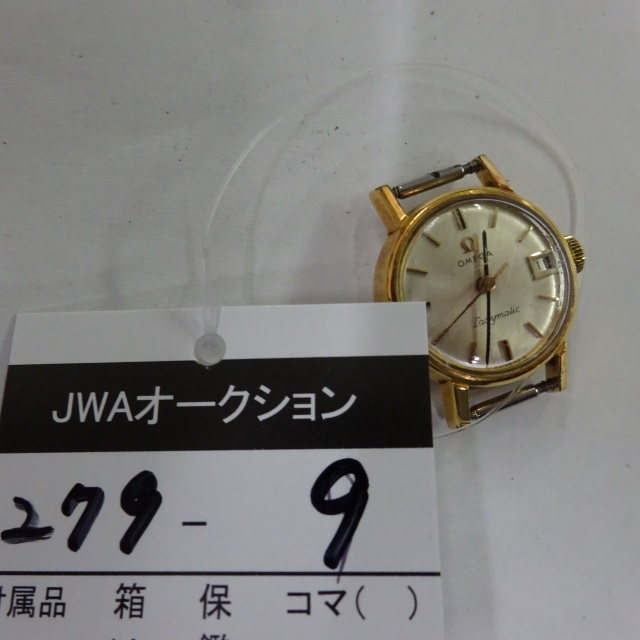 OMEGA
Ladymatic
JWAオークション
279-9
付属品 箱 保 コマ( )